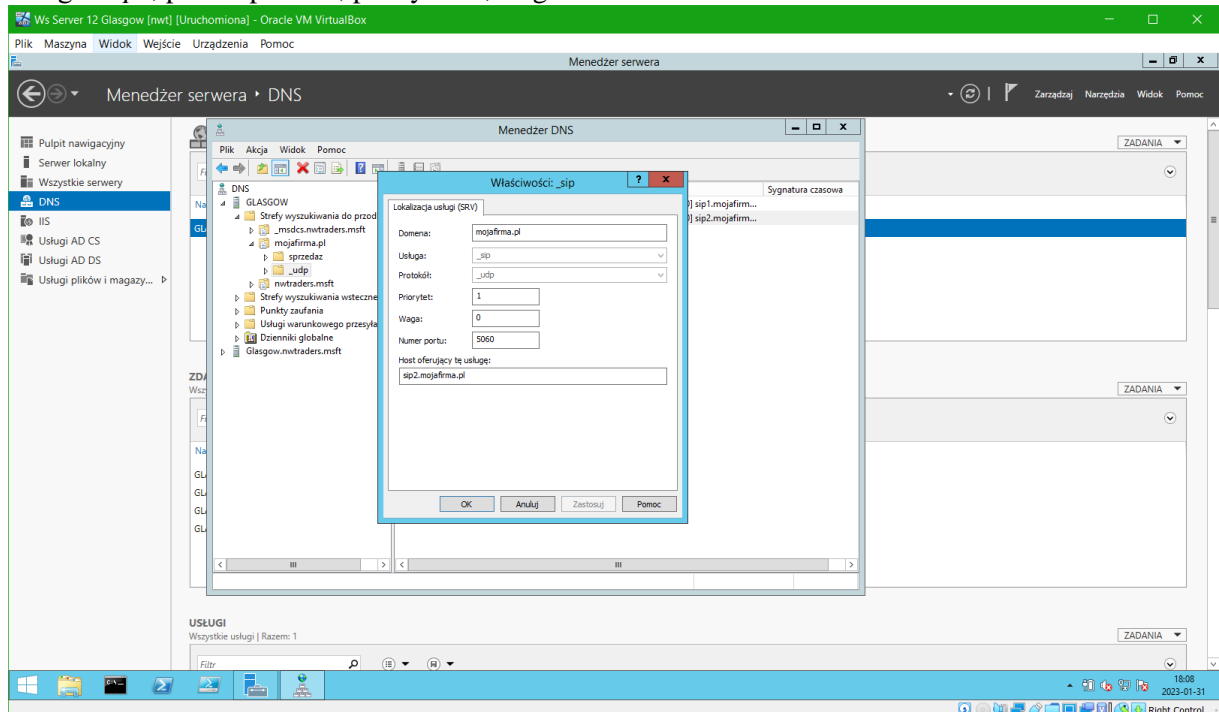 Ws Server 12 Glasgow [nwt] [Uruchomiona] - Oracle VM VirtualBox
Plik Maszyna Widok Wejście Urządzenia Pomoc
Menedżer serwera
Menedżer serwera ‣ DNS
Zarządzaj Narzędzia Widok Pomoc
Pulpit nawigacyjny
Serwer lokalny
Wszystkie serwery
DNS
IIS
Usługi AD CS
Usługi AD DS
Usługi plików i magazy...
ZADANIA
Menedżer DNS
Plik Akcja Widok Pomoc
DNS
GLASGOW
Strefy wyszukiwania do przod
_msdcs.nwtraders.msft
mojafirma.pl
sprzedaz
_udp
nwtraders.msft
Strefy wyszukiwania wsteczne
Punkty zaufania
Usługi warunkowego przesyła
Dzienniki globalne
Glasgow.nwtraders.msft
Sygnatura czasowa
sip1.mojafirm...
sip2.mojafirm...
Właściwości: _sip
Lokalizacja usługi (SRV)
Domena: mojafirma.pl
Usługa: _sip
Protokół: _udp
Priorytet: 1
Waga: 0
Numer portu: 5060
Host oferujący tę usługę:
sip2.mojafirma.pl
OK Anuluj Zastosuj Pomoc
ZADANIA
USŁUGI
Wszystkie usługi | Razem: 1
ZADANIA
Filtr
18:08
2023-01-31
Right Control